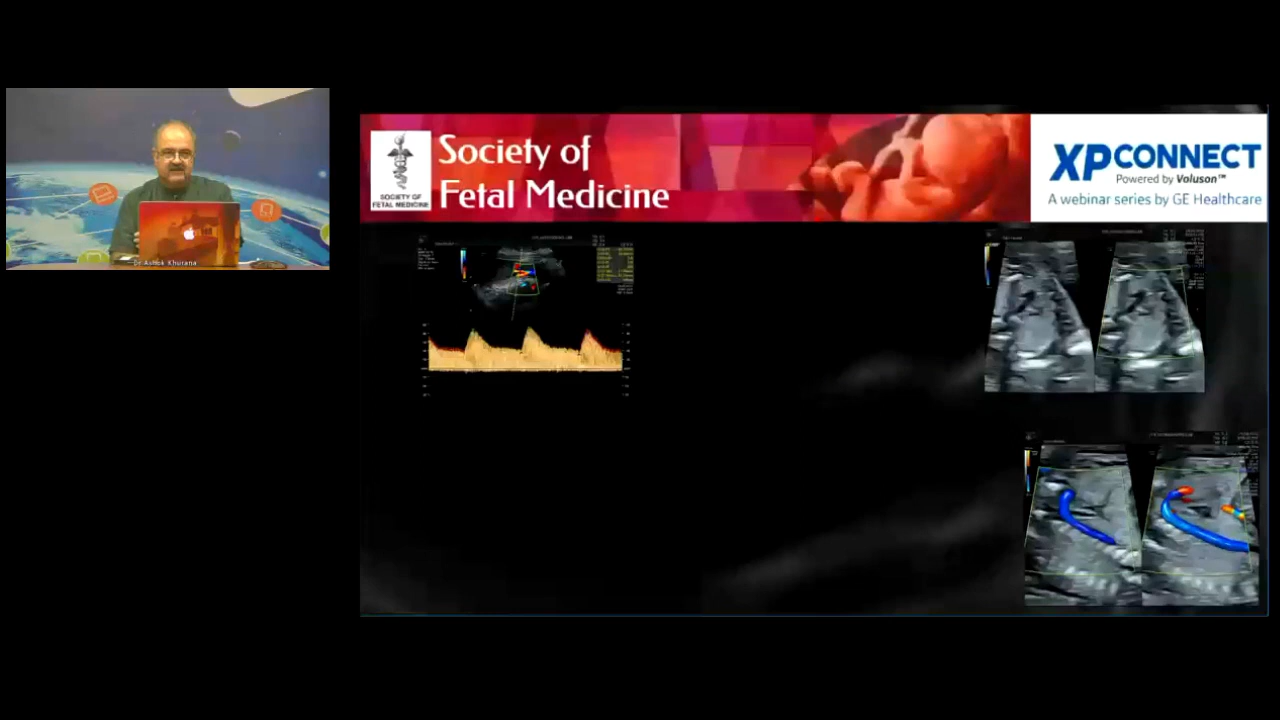 Dr Ashok Khurana
SOCIETY OF
FETAL MEDICINE
Society of
Fetal Medicine
XPCONNECT
Powered by Voluson™
A webinar series by GE Healthcare